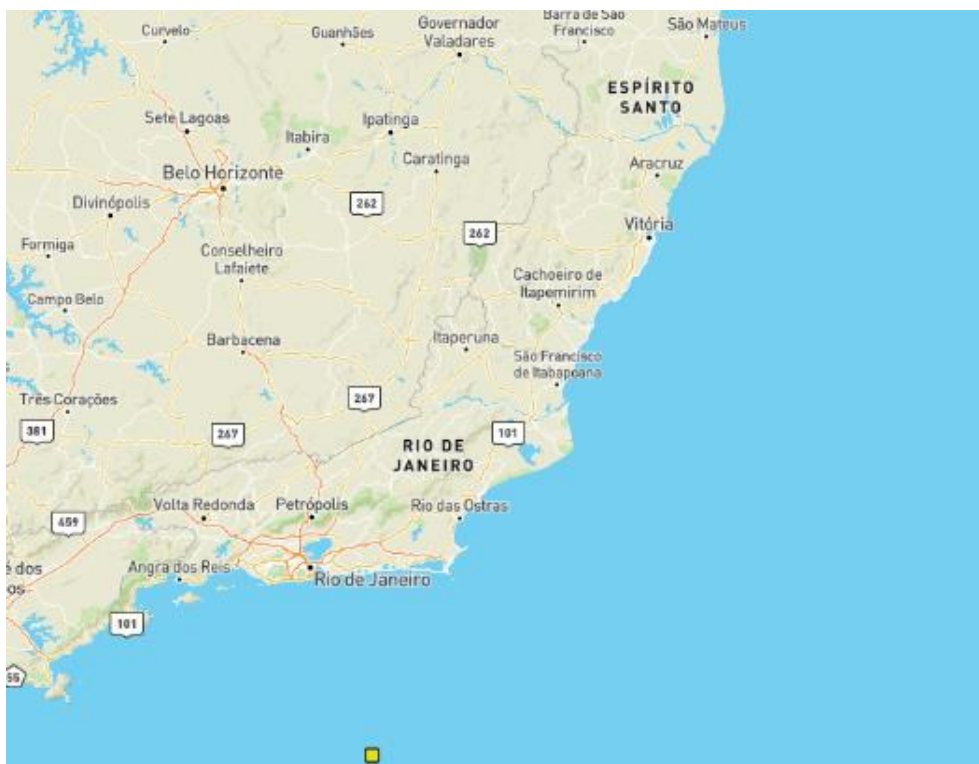 Barra de São
Francisco
Curvelo
Guanhães
Governador
Valadares
São Mateus
ESPÍRITO
SANTO
Sete Lagoas
Itabira
Ipatinga
Caratinga
Aracruz
Belo Horizonte
Divinópolis
262
262
Vitória
Formiga
Conselheiro
Lafaiete
Cachoeiro de
Itapemirim
Campo Belo
Barbacena
Itaperuna
São Francisco
de Itabapoana
Três Corações
267
381
267
101
RIO DE
JANEIRO
Volta Redonda
Petrópolis
Rio das Ostras
459
é dos
os
Angra dos Reis
Rio de Janeiro
101
55